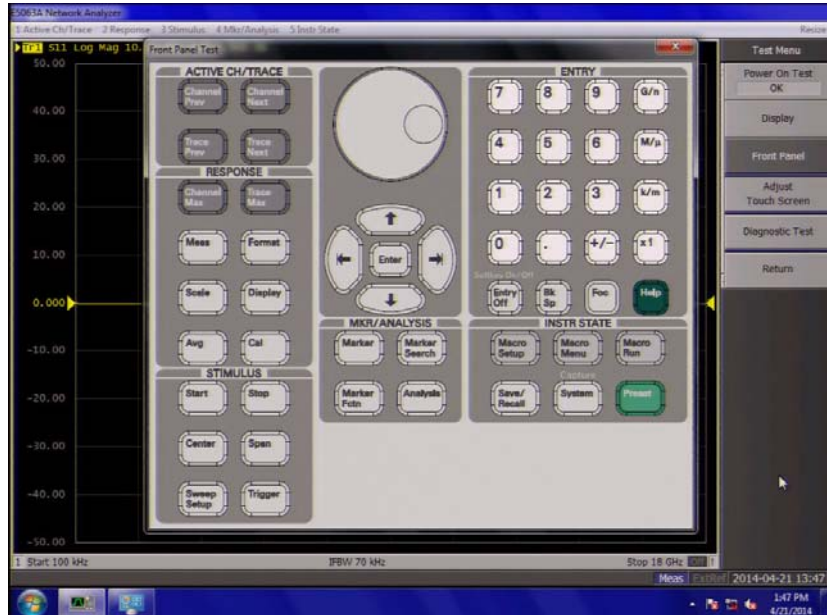 E5063A Network Analyzer
1 Active Ch/Trace 2 Response 3 Stimulus 4 Mkr/Analysis 5 Instr State
Resize
Tr1 S11 Log Mag 10.
50.00
40.00
30.00
20.00
10.00
0.000
-10.00
-20.00
-30.00
-40.00
-50.00
Front Panel Test
ACTIVE CH/TRACE
Channel Prev
Channel Next
Trace Prev
Trace Next
RESPONSE
Channel Max
Trace Max
Meas
Format
Scale
Display
Avg
Cal
STIMULUS
Start
Stop
Center
Span
Sweep Setup
Trigger
Enter
MKR/ANALYSIS
Marker
Marker Search
Marker Fctn
Analysis
ENTRY
7 8 9 G/n
4 5 6 M/µ
1 2 3 k/m
0 . +/- x1
Entry Off
Bk Sp
Foc
Help
INSTR STATE
Macro Setup
Macro Menu
Macro Run
Capture
Save/ Recall
System
Preset
Test Menu
Power On Test
OK
Display
Front Panel
Adjust
Touch Screen
Diagnostic Test
Return
1 Start 100 kHz
IFBW 70 kHz
Stop 18 GHz
Meas
ExtRef
2014-04-21 13:47
1:47 PM
4/21/2014